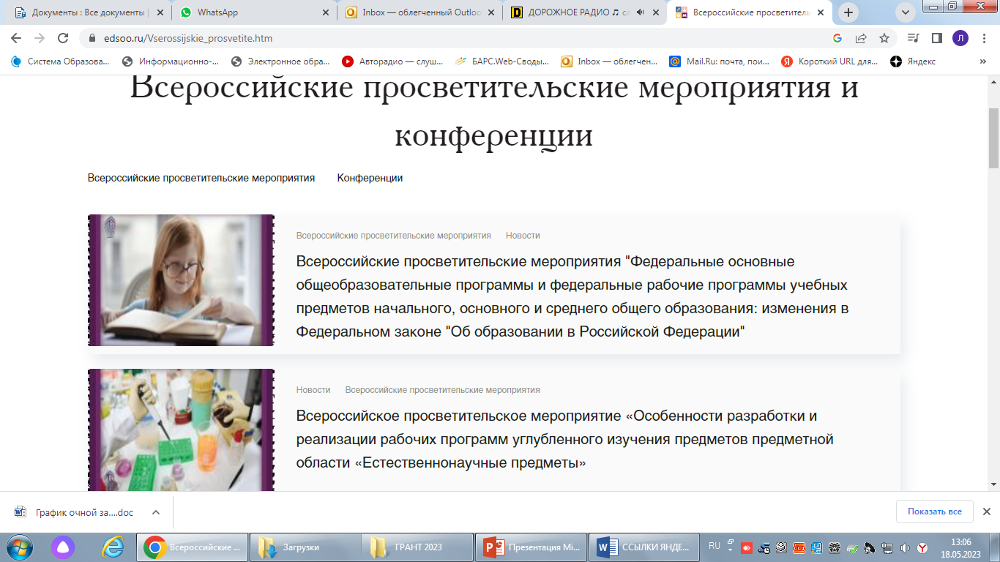 Документы : Все документы
WhatsApp
Inbox — облегченный Outlo
ДОРОЖНОЕ РАДИО ♫ сл
Всероссийские просветитель
edsoo.ru/Vserossijskie_prosvetite.htm
Л
Система Образова...
Информационно-...
Электронное обра...
Авторадио — слуш...
БАРС.Web-Своды...
Inbox — облегчен...
Mail.Ru: почта, пои...
Короткий URL для...
Яндекс
»
Всероссийские просветительские мероприятия и
конференции
Всероссийские просветительские мероприятия Конференции
Всероссийские просветительские мероприятия Новости
Всероссийские просветительские мероприятия "Федеральные основные
общеобразовательные программы и федеральные рабочие программы учебных
предметов начального, основного и среднего общего образования: изменения в
Федеральном законе "Об образовании в Российской Федерации"
Новости Всероссийские просветительские мероприятия
Всероссийское просветительское мероприятие «Особенности разработки и
реализации рабочих программ углубленного изучения предметов предметной
области «Естественнонаучные предметы»
График очной за....doc
Показать все
Всероссийские ...
Загрузки
ГРАНТ 2023
Презентация Mi...
ССЫЛКИ ЯНДЕ...
RU
13:06
18.05.2023